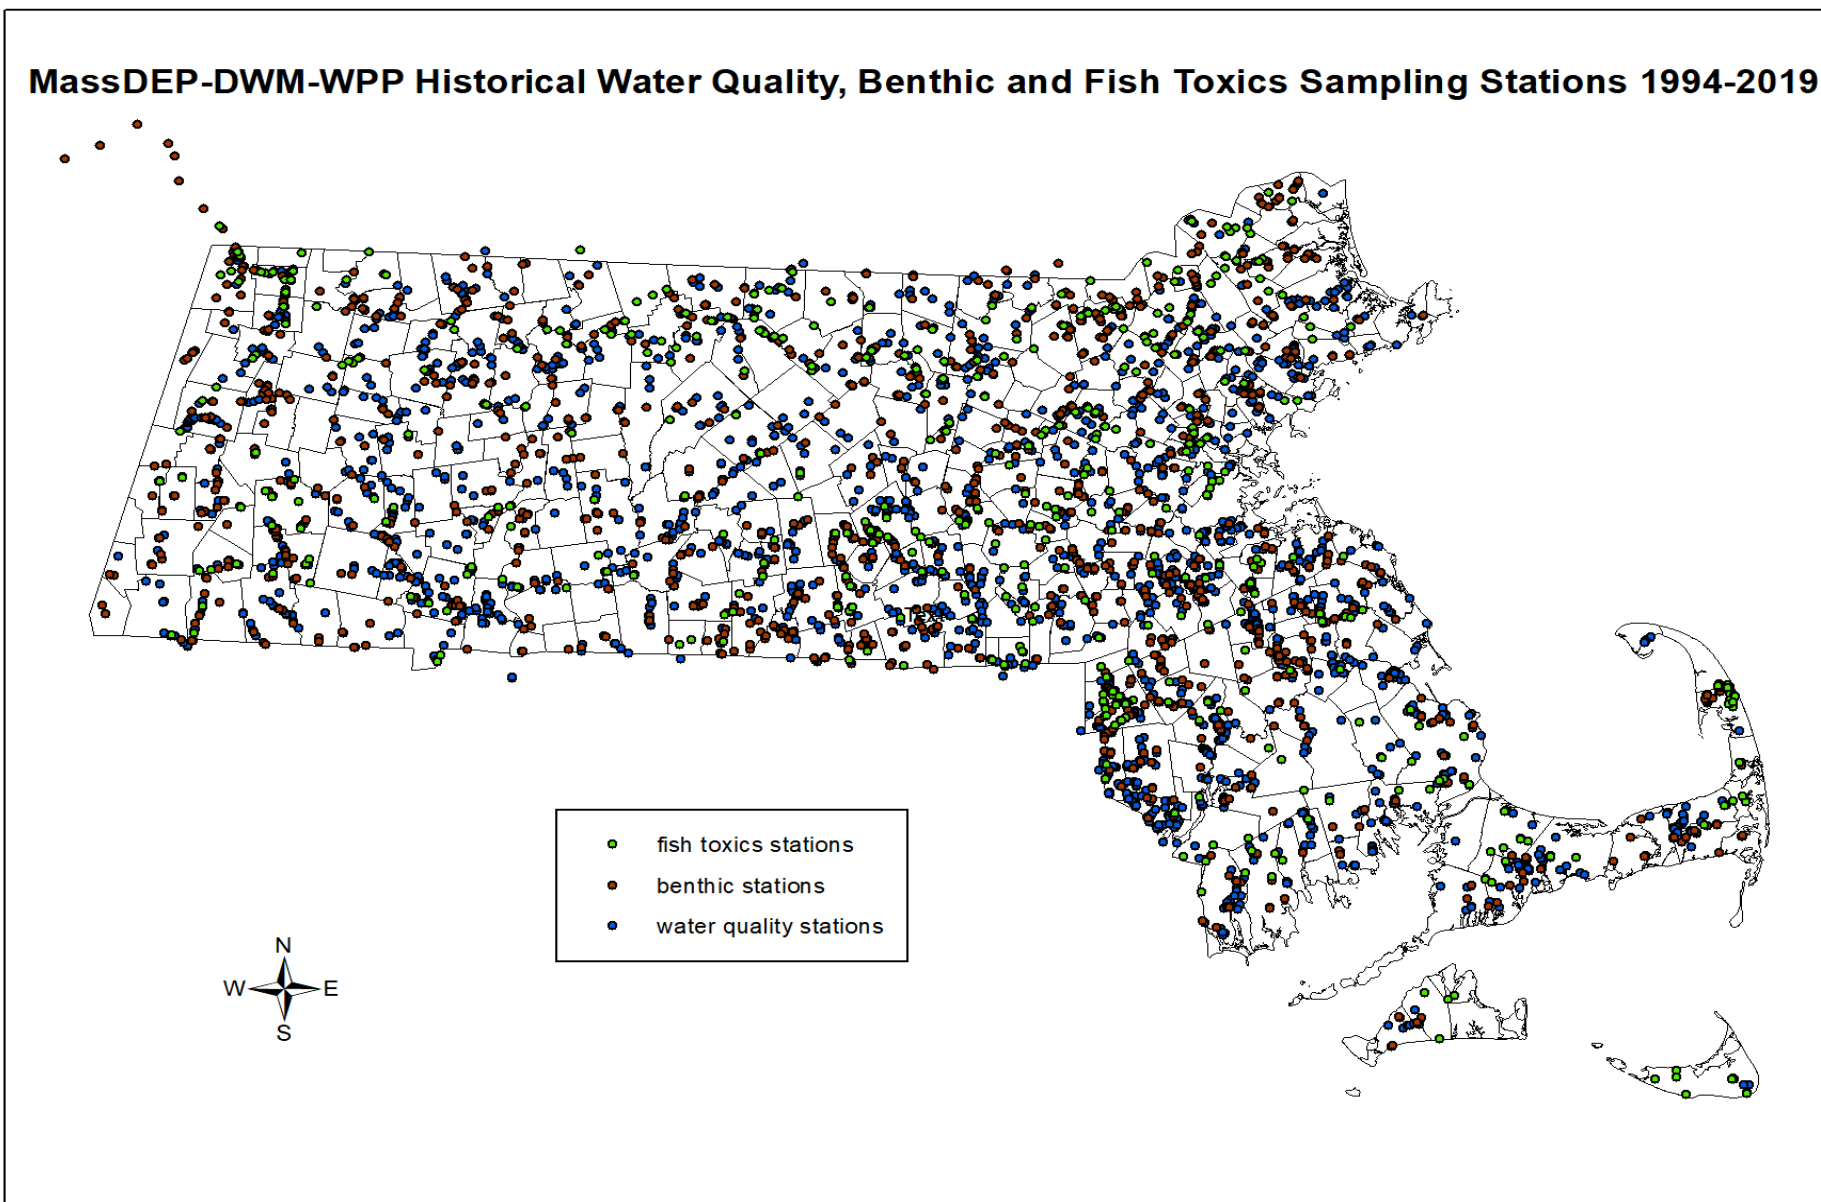 MassDEP-DWM-WPP Historical Water Quality, Benthic and Fish Toxics Sampling Stations 1994-2019
fish toxics stations
benthic stations
water quality stations
N
W E
S